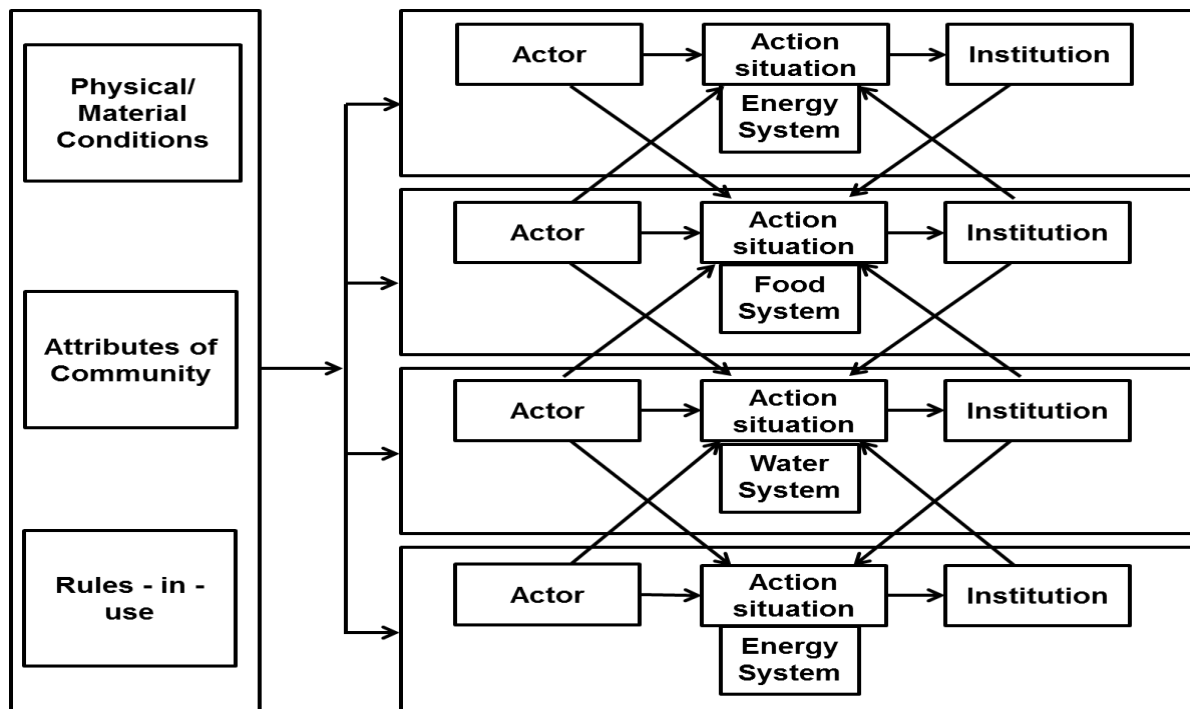 Physical/
Material
Conditions
Attributes of
Community
Rules - in -
use
Actor
Action
situation
Institution
Energy
System
Actor
Action
situation
Institution
Food
System
Actor
Action
situation
Institution
Water
System
Actor
Action
situation
Institution
Energy
System